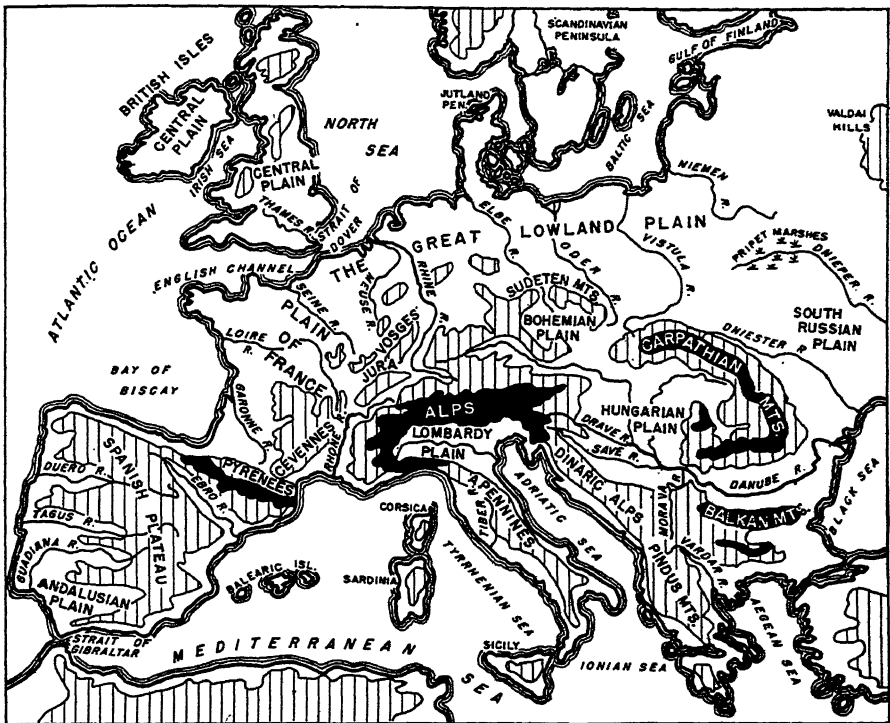 SCANDINAVIAN
PENINSULA
GULF OF FINLAND
BRITISH ISLES
CENTRAL
PLAIN
IRISH SEA
NORTH
SEA
JUTLAND
PEN.
BALTIC SEA
VALDAI
HILLS
CENTRAL
PLAIN
THAMES R.
STRAIT OF
DOVER
NIEMEN
R.
ATLANTIC OCEAN
ENGLISH CHANNEL
THE GREAT LOWLAND PLAIN
ELBE
R.
ODER
R.
VISTULA R.
PRIPET MARSHES
DNIEPER R.
SEINE R.
MEUSE R.
RHINE
R.
SUDETEN MTS.
BOHEMIAN
PLAIN
SOUTH
RUSSIAN
PLAIN
DNIESTER R.
PLAIN
OF
FRANCE
LOIRE
R.
VOSGES
JURA
CARPATHIAN
MTS.
BAY OF
BISCAY
GARONNE R.
CEVENNES
RHONE R.
ALPS
LOMBARDY
PLAIN
HUNGARIAN
PLAIN
DRAVE R.
SAVE R.
DANUBE R.
BLACK SEA
PYRENEES
SPANISH
PLATEAU
DUERO R.
EBRO R.
TAGUS R.
GUADIANA R.
ANDALUSIAN
PLAIN
STRAIT OF
GIBRALTAR
BALEARIC ISL.
CORSICA
SARDINIA
APENNINES
TIBER
ADRIATIC
SEA
DINARIC ALPS
MORAVA R.
BALKAN MTS.
VARDAR R.
PINDUS MTS.
AEGEAN
SEA
TYRRHENIAN SEA
MEDITERRANEAN
SEA
SICILY
IONIAN SEA